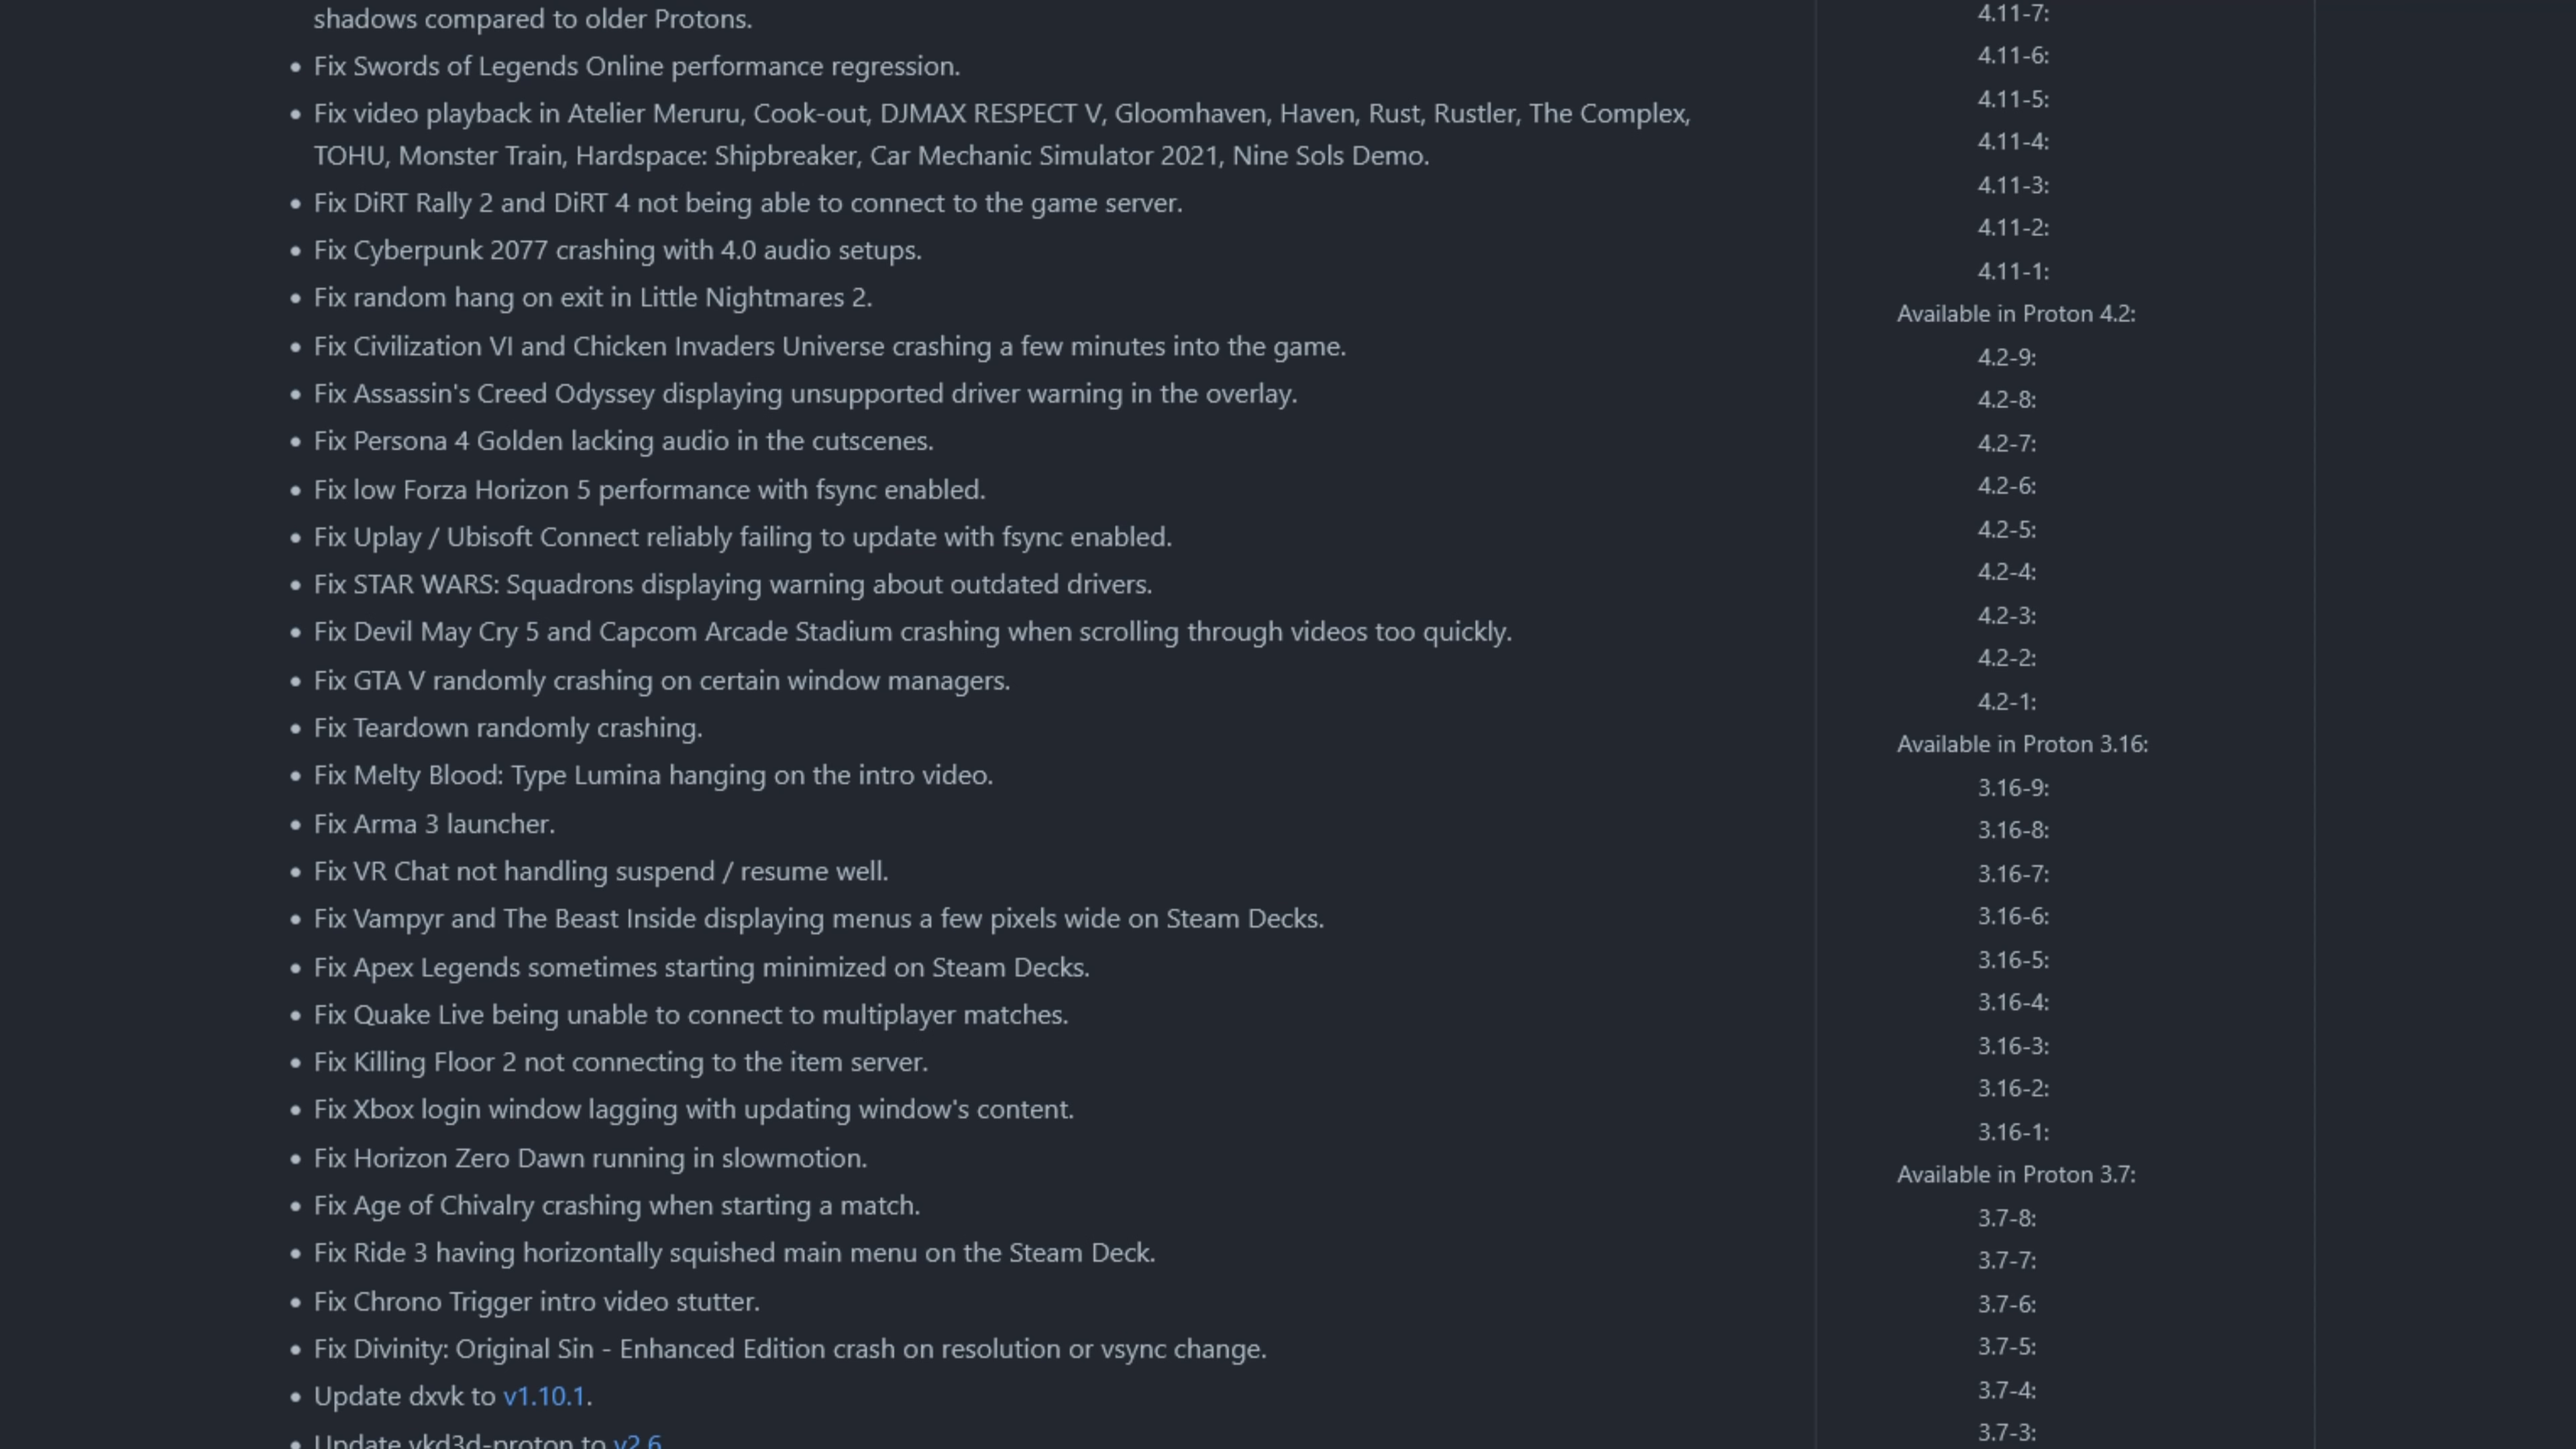 shadows compared to older Protons.
• Fix Swords of Legends Online performance regression.
• Fix video playback in Atelier Meruru, Cook-out, DJMAX RESPECT V, Gloomhaven, Haven, Rust, Rustler, The Complex,
TOHU, Monster Train, Hardspace: Shipbreaker, Car Mechanic Simulator 2021, Nine Sols Demo.
• Fix DiRT Rally 2 and DiRT 4 not being able to connect to the game server.
• Fix Cyberpunk 2077 crashing with 4.0 audio setups.
• Fix random hang on exit in Little Nightmares 2.
• Fix Civilization VI and Chicken Invaders Universe crashing a few minutes into the game.
• Fix Assassin's Creed Odyssey displaying unsupported driver warning in the overlay.
• Fix Persona 4 Golden lacking audio in the cutscenes.
• Fix low Forza Horizon 5 performance with fsync enabled.
• Fix Uplay / Ubisoft Connect reliably failing to update with fsync enabled.
• Fix STAR WARS: Squadrons displaying warning about outdated drivers.
• Fix Devil May Cry 5 and Capcom Arcade Stadium crashing when scrolling through videos too quickly.
• Fix GTA V randomly crashing on certain window managers.
• Fix Teardown randomly crashing.
• Fix Melty Blood: Type Lumina hanging on the intro video.
• Fix Arma 3 launcher.
• Fix VR Chat not handling suspend / resume well.
• Fix Vampyr and The Beast Inside displaying menus a few pixels wide on Steam Decks.
• Fix Apex Legends sometimes starting minimized on Steam Decks.
• Fix Quake Live being unable to connect to multiplayer matches.
• Fix Killing Floor 2 not connecting to the item server.
• Fix Xbox login window lagging with updating window's content.
• Fix Horizon Zero Dawn running in slowmotion.
• Fix Age of Chivalry crashing when starting a match.
• Fix Ride 3 having horizontally squished main menu on the Steam Deck.
• Fix Chrono Trigger intro video stutter.
• Fix Divinity: Original Sin - Enhanced Edition crash on resolution or vsync change.
• Update dxvk to v1.10.1.
• Update vkd3d-proton to v2.6
4.11-7:
4.11-6:
4.11-5:
4.11-4:
4.11-3:
4.11-2:
4.11-1:
Available in Proton 4.2:
4.2-9:
4.2-8:
4.2-7:
4.2-6:
4.2-5:
4.2-4:
4.2-3:
4.2-2:
4.2-1:
Available in Proton 3.16:
3.16-9:
3.16-8:
3.16-7:
3.16-6:
3.16-5:
3.16-4:
3.16-3:
3.16-2:
3.16-1:
Available in Proton 3.7:
3.7-8:
3.7-7:
3.7-6:
3.7-5:
3.7-4:
3.7-3: